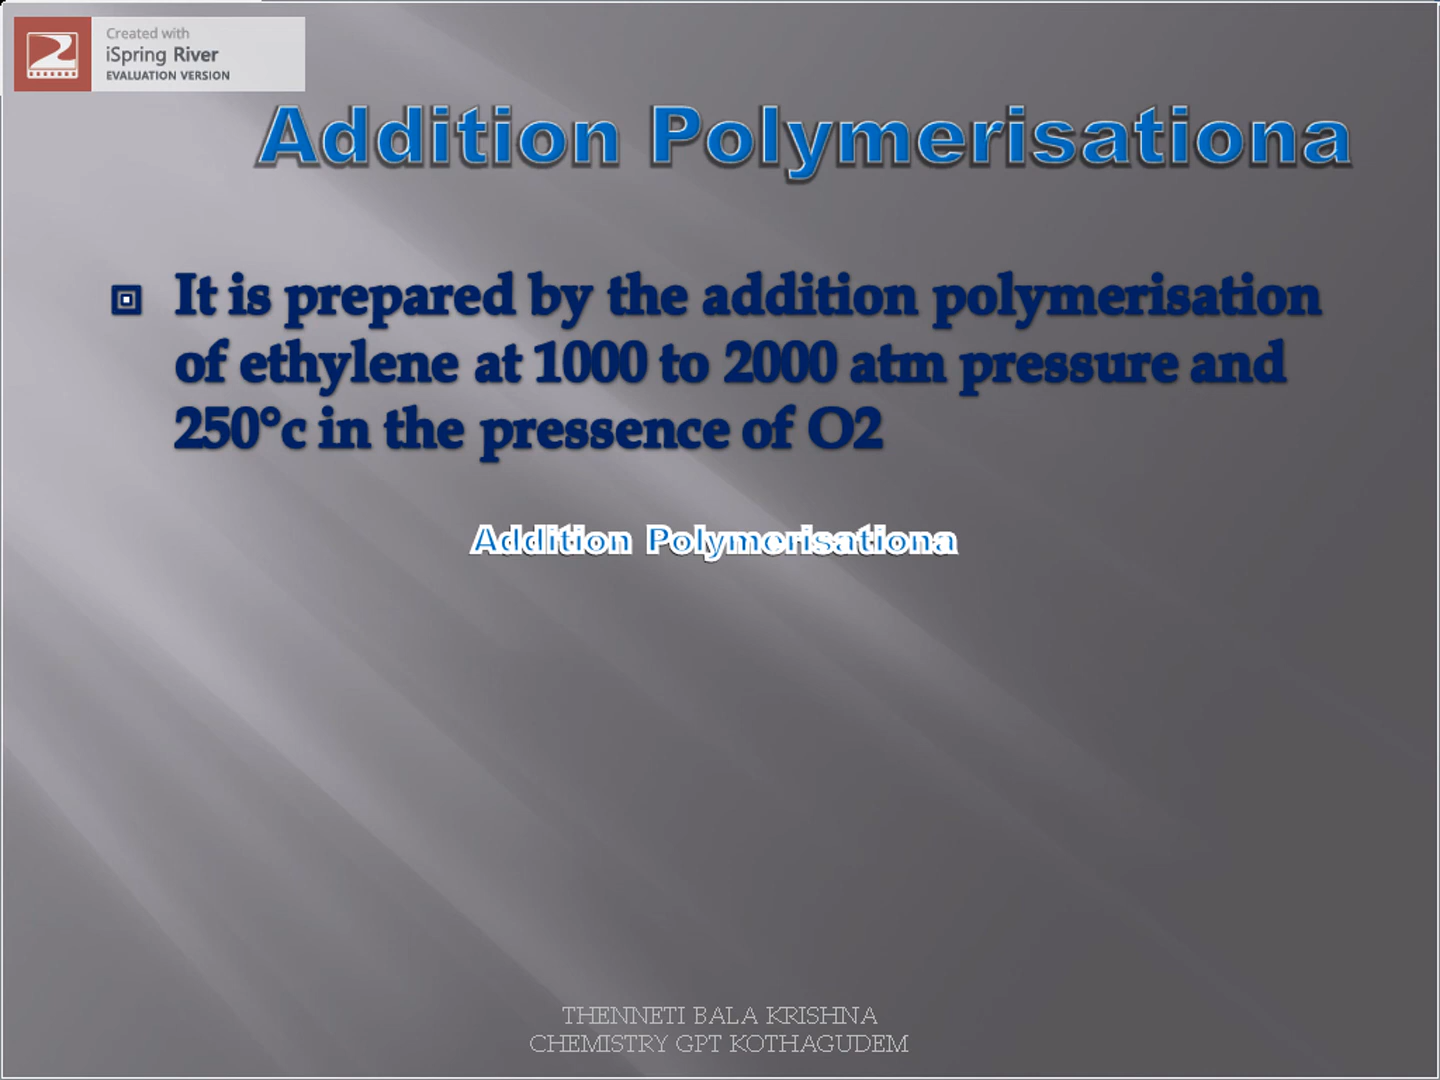 Created with
iSpring River
EVALUATION VERSION
Addition Polymerisationa
It is prepared by the addition polymerisation
of ethylene at 1000 to 2000 atm pressure and
250°c in the pressence of O2
Addition Polymerisationa
THENNETI BALA KRISHNA
CHEMISTRY GPT KOTHAGUDEM